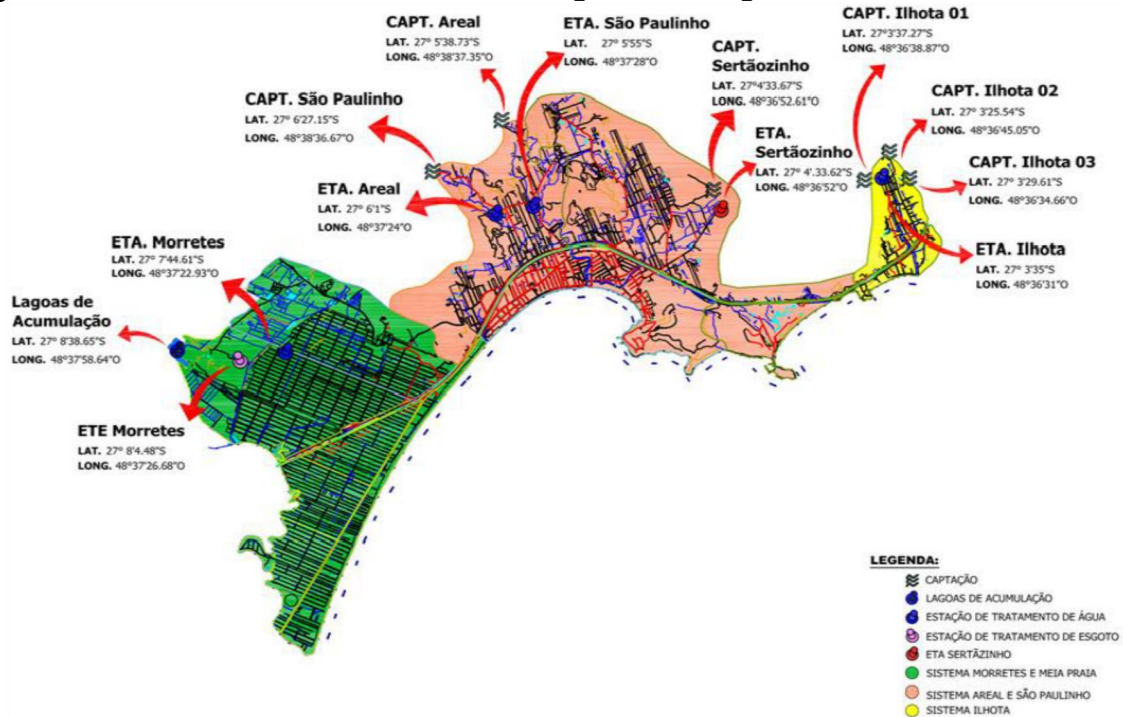 CAPT. Areal
LAT. 27° 5'38.73"S
LONG. 48°38'37.35"O
ETA. São Paulinho
LAT. 27° 5'55"S
LONG. 48°37'28"O
CAPT.
Sertãozinho
LAT. 27°4'33.67"S
LONG. 48°36'52.61"O
CAPT. Ilhota 01
LAT. 27°3'37.27"S
LONG. 48°36'38.87"O
CAPT. São Paulinho
LAT. 27° 6'27.15"S
LONG. 48°38'36.67"O
CAPT. Ilhota 02
LAT. 27° 3'25.54"S
LONG. 48°36'45.05"O
ETA.
Sertãozinho
LAT. 27° 4'.33.62"S
LONG. 48°36'52"O
CAPT. Ilhota 03
LAT. 27° 3'29.61"S
LONG. 48°36'34.66"O
ETA. Areal
LAT. 27° 6'1"S
LONG. 48°37'24"O
ETA. Morretes
LAT. 27° 7'44.61"S
LONG. 48°37'22.93"O
ETA. Ilhota
LAT. 27° 3'35"S
LONG. 48°36'31"O
Lagoas de
Acumulação
LAT. 27° 8'38.65"S
LONG. 48°37'58.64"O
ETE Morretes
LAT. 27° 8'4.48"S
LONG. 48°37'26.68"O
LEGENDA:
CAPTAÇÃO
LAGOAS DE ACUMULAÇÃO
ESTAÇÃO DE TRATAMENTO DE ÁGUA
ESTAÇÃO DE TRATAMENTO DE ESGOTO
ETA SERTÃZINHO
SISTEMA MORRETES E MEIA PRAIA
SISTEMA AREAL E SÃO PAULINHO
SISTEMA ILHOTA